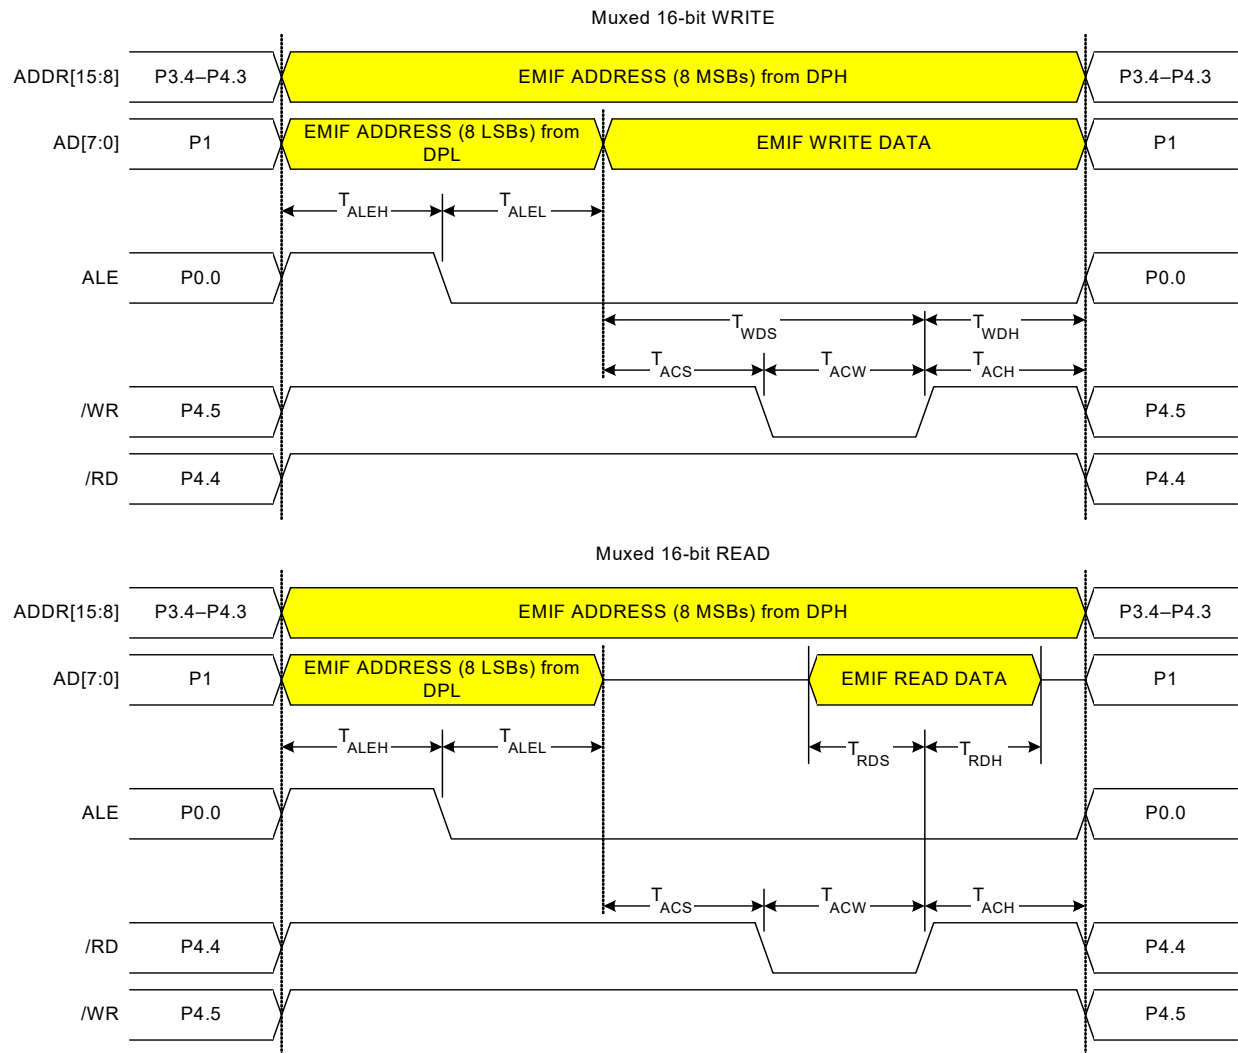 Muxed 16-bit WRITE
ADDR[15:8] P3.4–P4.3 EMIF ADDRESS (8 MSBs) from DPH P3.4–P4.3
AD[7:0] P1 EMIF ADDRESS (8 LSBs) from
DPL EMIF WRITE DATA P1
TALEH TALEL
ALE P0.0 P0.0
TWDS TWDH
TACS TACW TACH
/WR P4.5 P4.5
/RD P4.4 P4.4
Muxed 16-bit READ
ADDR[15:8] P3.4–P4.3 EMIF ADDRESS (8 MSBs) from DPH P3.4–P4.3
AD[7:0] P1 EMIF ADDRESS (8 LSBs) from
DPL EMIF READ DATA P1
TALEH TALEL TRDS TRDH
ALE P0.0 P0.0
TACS TACW TACH
/RD P4.4 P4.4
/WR P4.5 P4.5